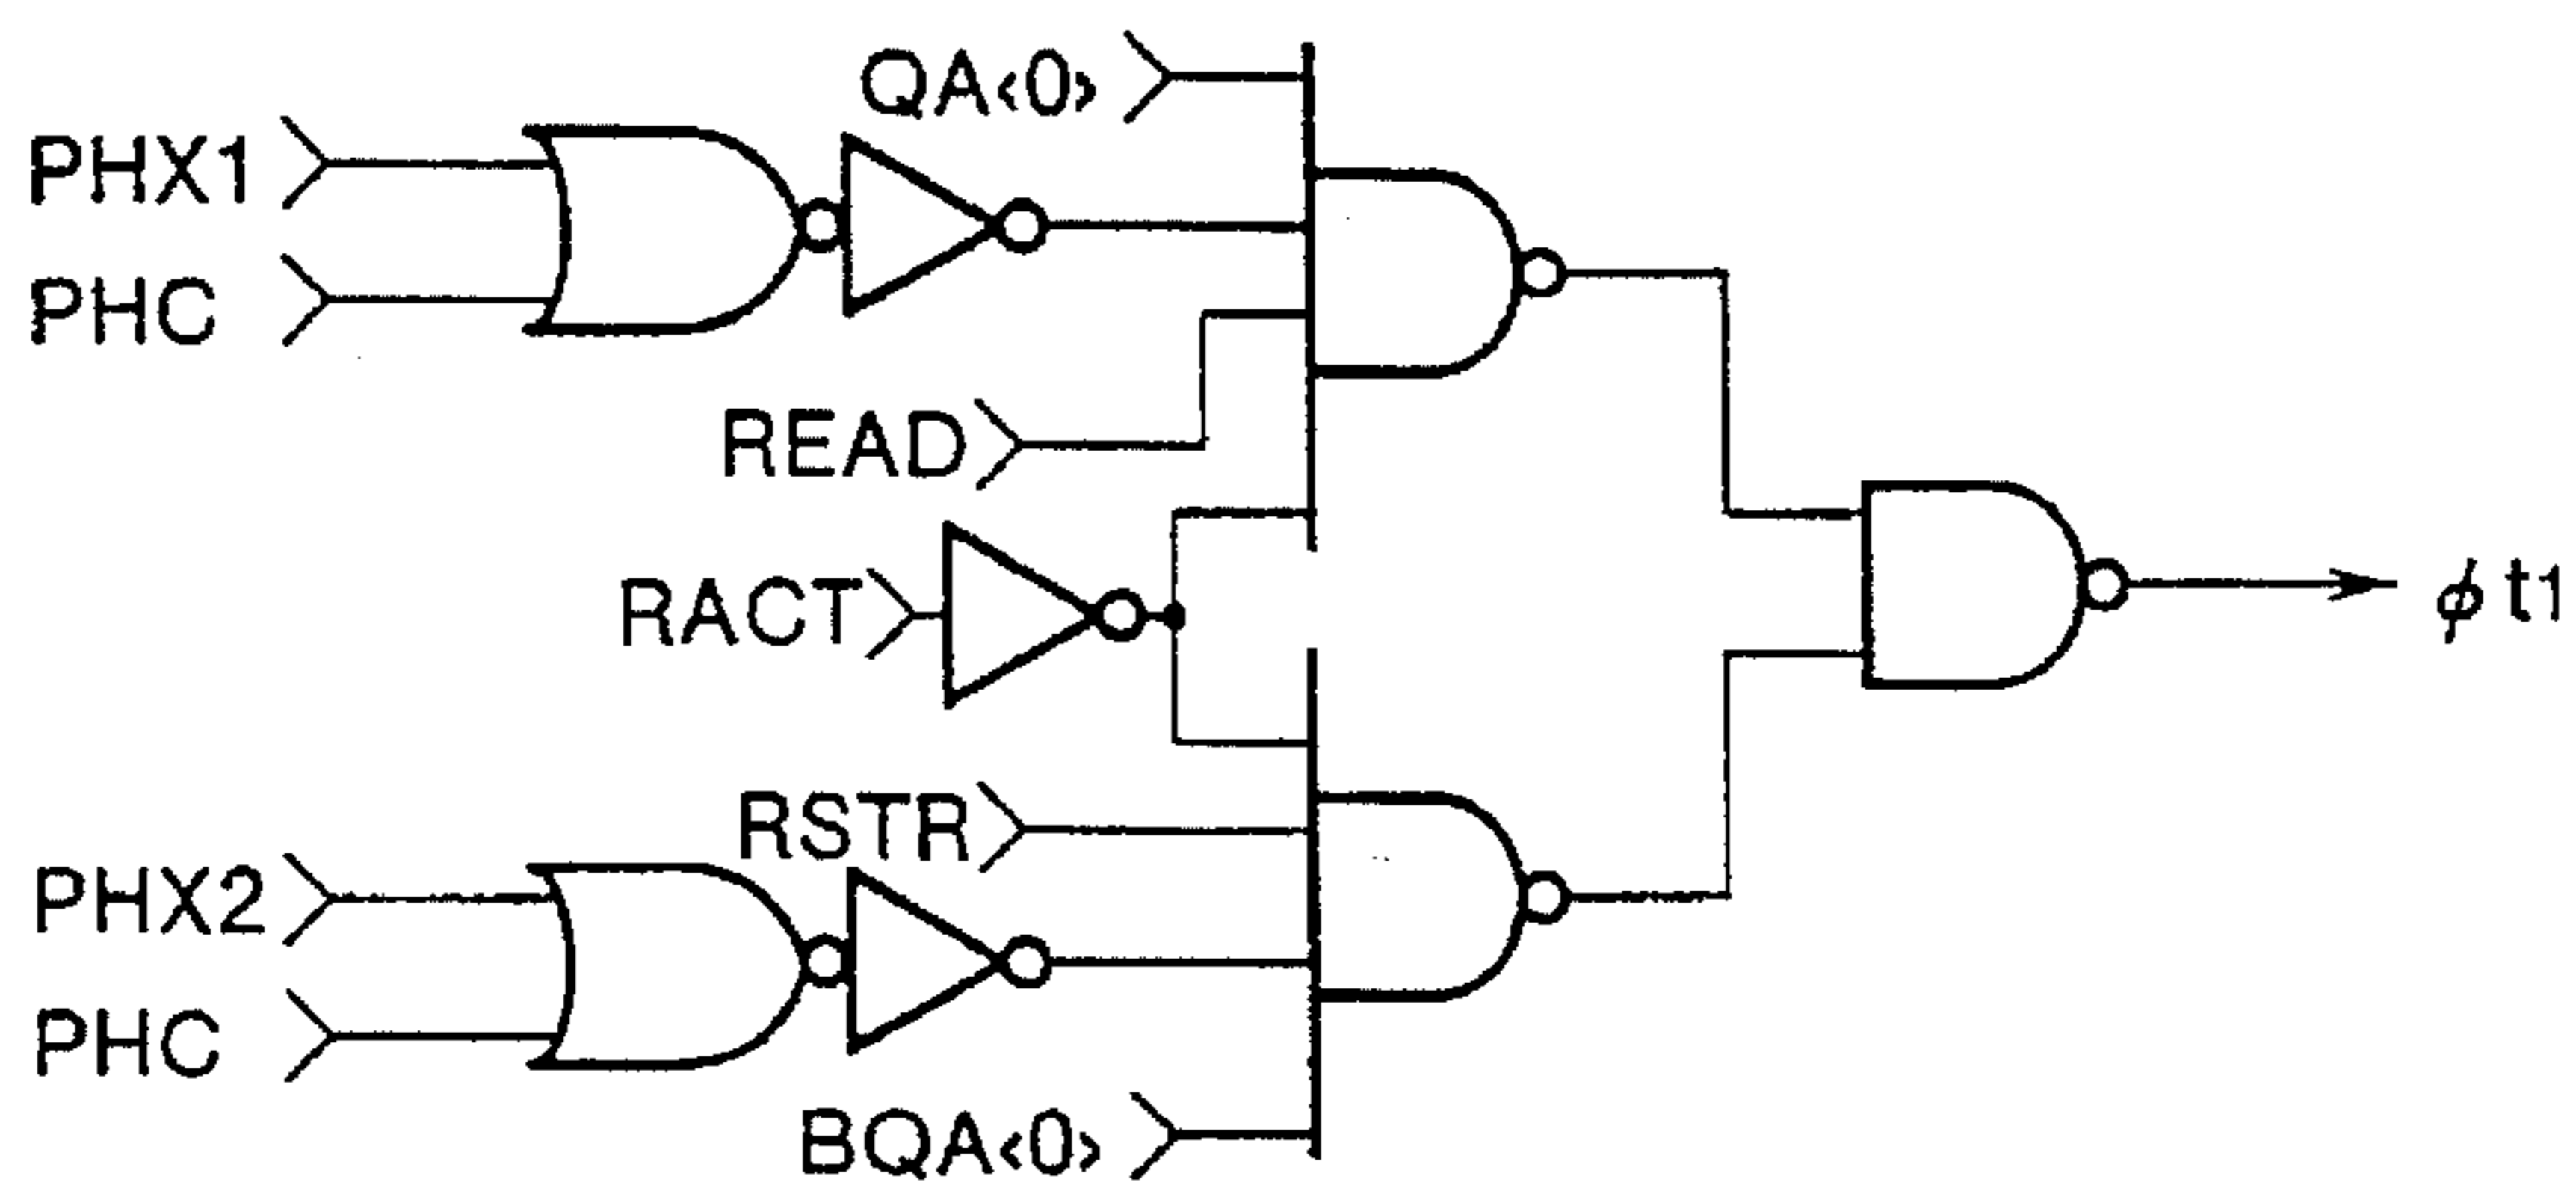 QA<0>
PHX1
PHC
READ
RACT
φt1
RSTR
PHX2
PHC
BQA<0>